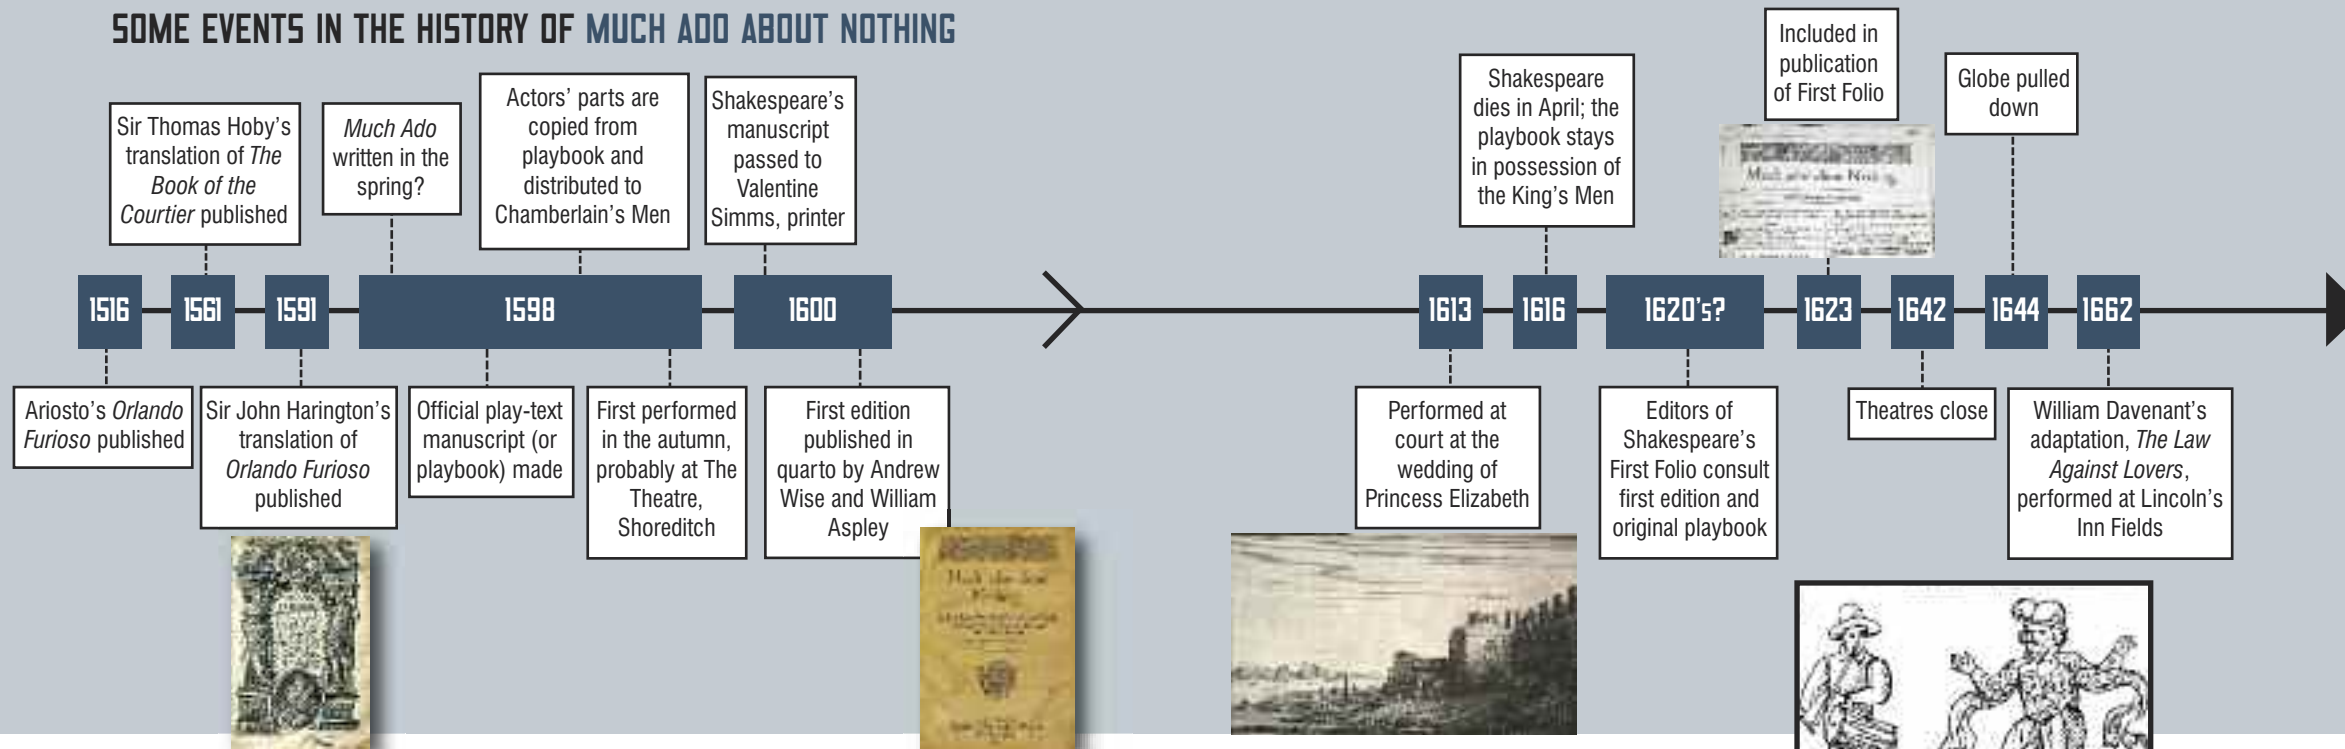 SOME EVENTS IN THE HISTORY OF MUCH ADO ABOUT NOTHING
Sir Thomas Hoby's
translation of The
Book of the
Courtier published
Much Ado
written in the
spring?
Actors' parts are
copied from
playbook and
distributed to
Chamberlain's Men
Shakespeare's
manuscript
passed to
Valentine
Simms, printer
Shakespeare
dies in April; the
playbook stays
in possession of
the King's Men
Included in
publication
of First Folio
Globe pulled
down
1516
1561
1591
1598
1600
1613
1616
1620's?
1623
1642
1644
1662
Ariosto's Orlando
Furioso published
Sir John Harington's
translation of
Orlando Furioso
published
Official play-text
manuscript (or
playbook) made
First performed
in the autumn,
probably at The
Theatre,
Shoreditch
First edition
published in
quarto by Andrew
Wise and William
Aspley
Performed at
court at the
wedding of
Princess Elizabeth
Editors of
Shakespeare's
First Folio consult
first edition and
original playbook
Theatres close
William Davenant's
adaptation, The Law
Against Lovers,
performed at Lincoln's
Inn Fields